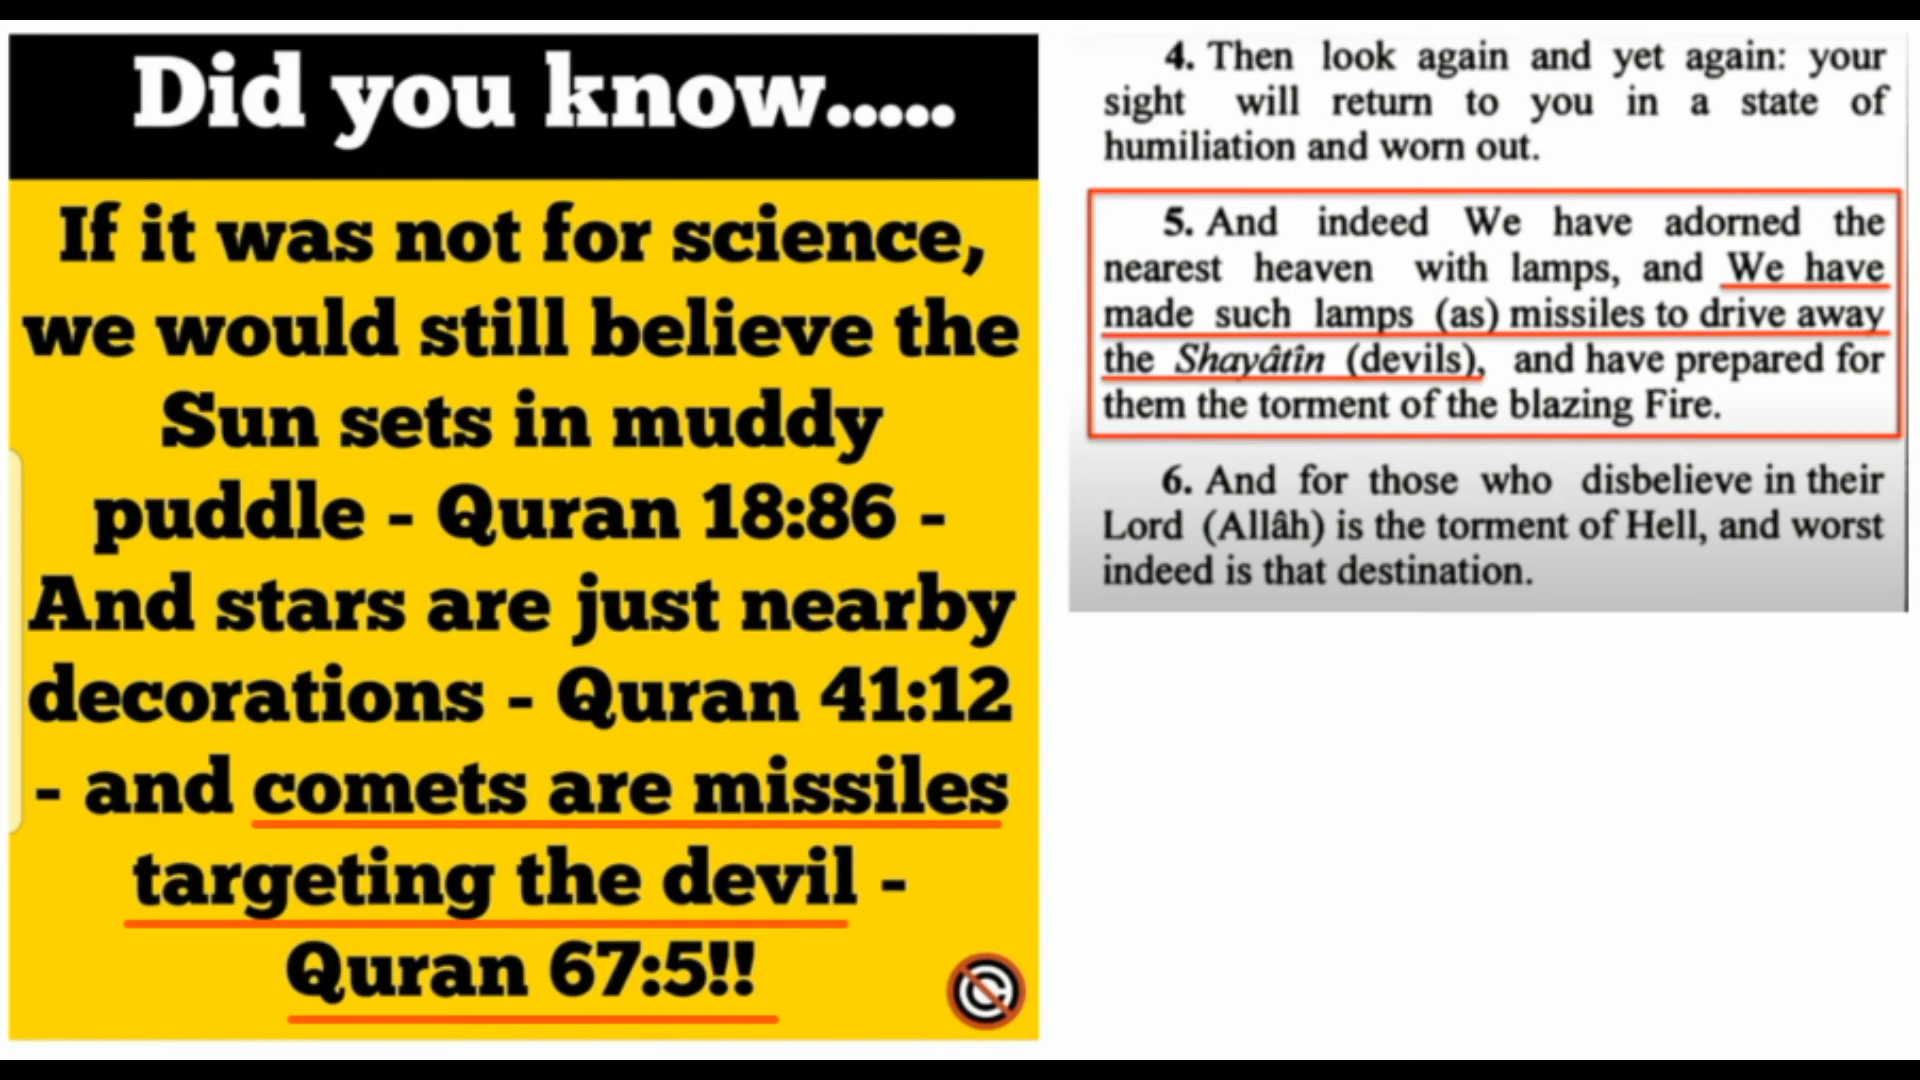 Did you know.....
If it was not for science,
we would still believe the
Sun sets in muddy
puddle - Quran 18:86 -
And stars are just nearby
decorations - Quran 41:12
- and comets are missiles
targeting the devil -
Quran 67:5!!
4. Then look again and yet again: your
sight will return to you in a state of
humiliation and worn out.
5. And indeed We have adorned the
nearest heaven with lamps, and We have
made such lamps (as) missiles to drive away
the Shayâtîn (devils), and have prepared for
them the torment of the blazing Fire.
6. And for those who disbelieve in their
Lord (Allâh) is the torment of Hell, and worst
indeed is that destination.